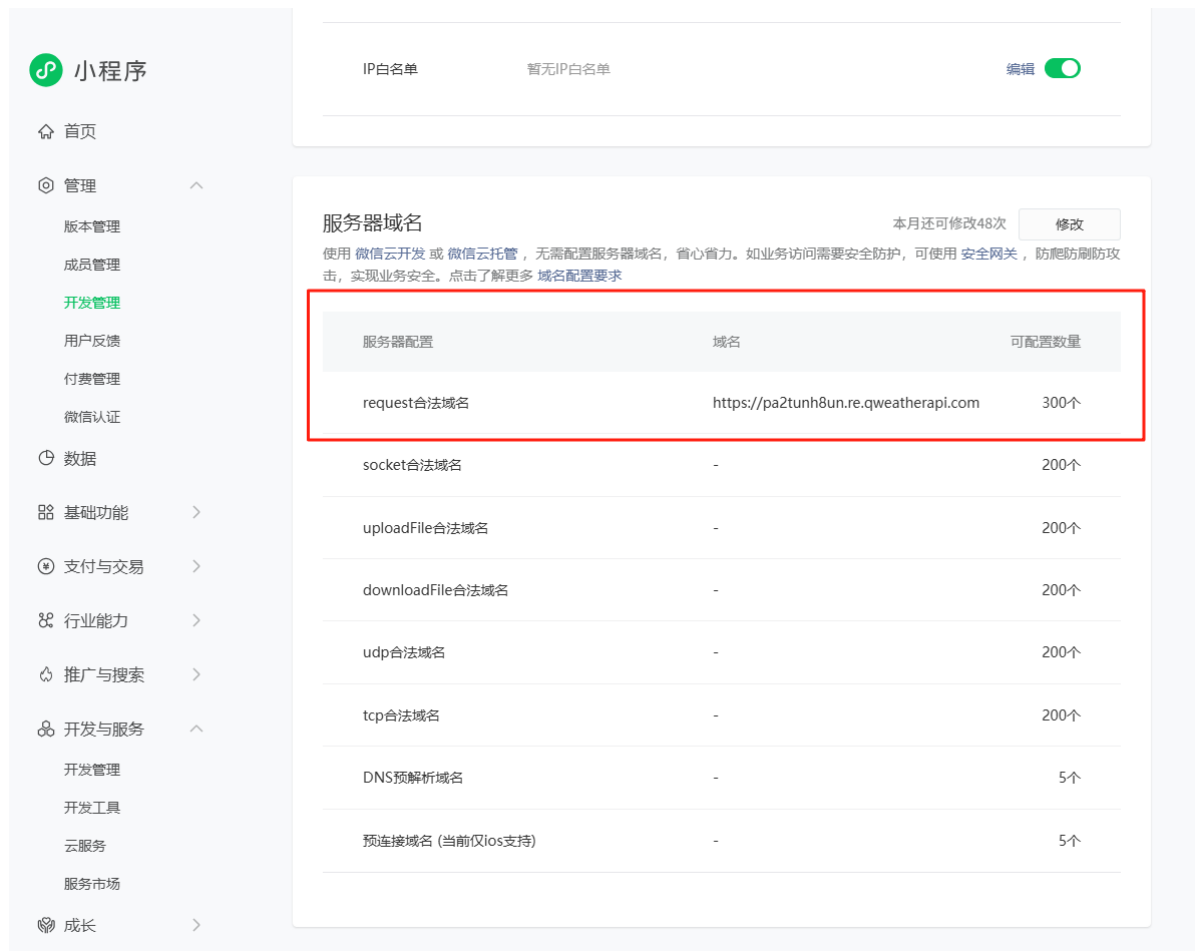 小程序
首页
管理
版本管理
成员管理
开发管理
用户反馈
付费管理
微信认证
数据
基础功能
支付与交易
行业能力
推广与搜索
开发与服务
开发管理
开发工具
云服务
服务市场
成长
IP白名单 暂无IP白名单 编辑
服务器域名 本月还可修改48次 修改
使用 微信云开发 或 微信云托管 ，无需配置服务器域名，省心省力。如业务访问需要安全防护，可使用 安全网关 ，防爬防刷防攻
击，实现业务安全。点击了解更多 域名配置要求
服务器配置 域名 可配置数量
request合法域名 https://pa2tunh8un.re.qweatherapi.com 300个
socket合法域名 - 200个
uploadFile合法域名 - 200个
downloadFile合法域名 - 200个
udp合法域名 - 200个
tcp合法域名 - 200个
DNS预解析域名 - 5个
预连接域名 (当前仅ios支持) - 5个